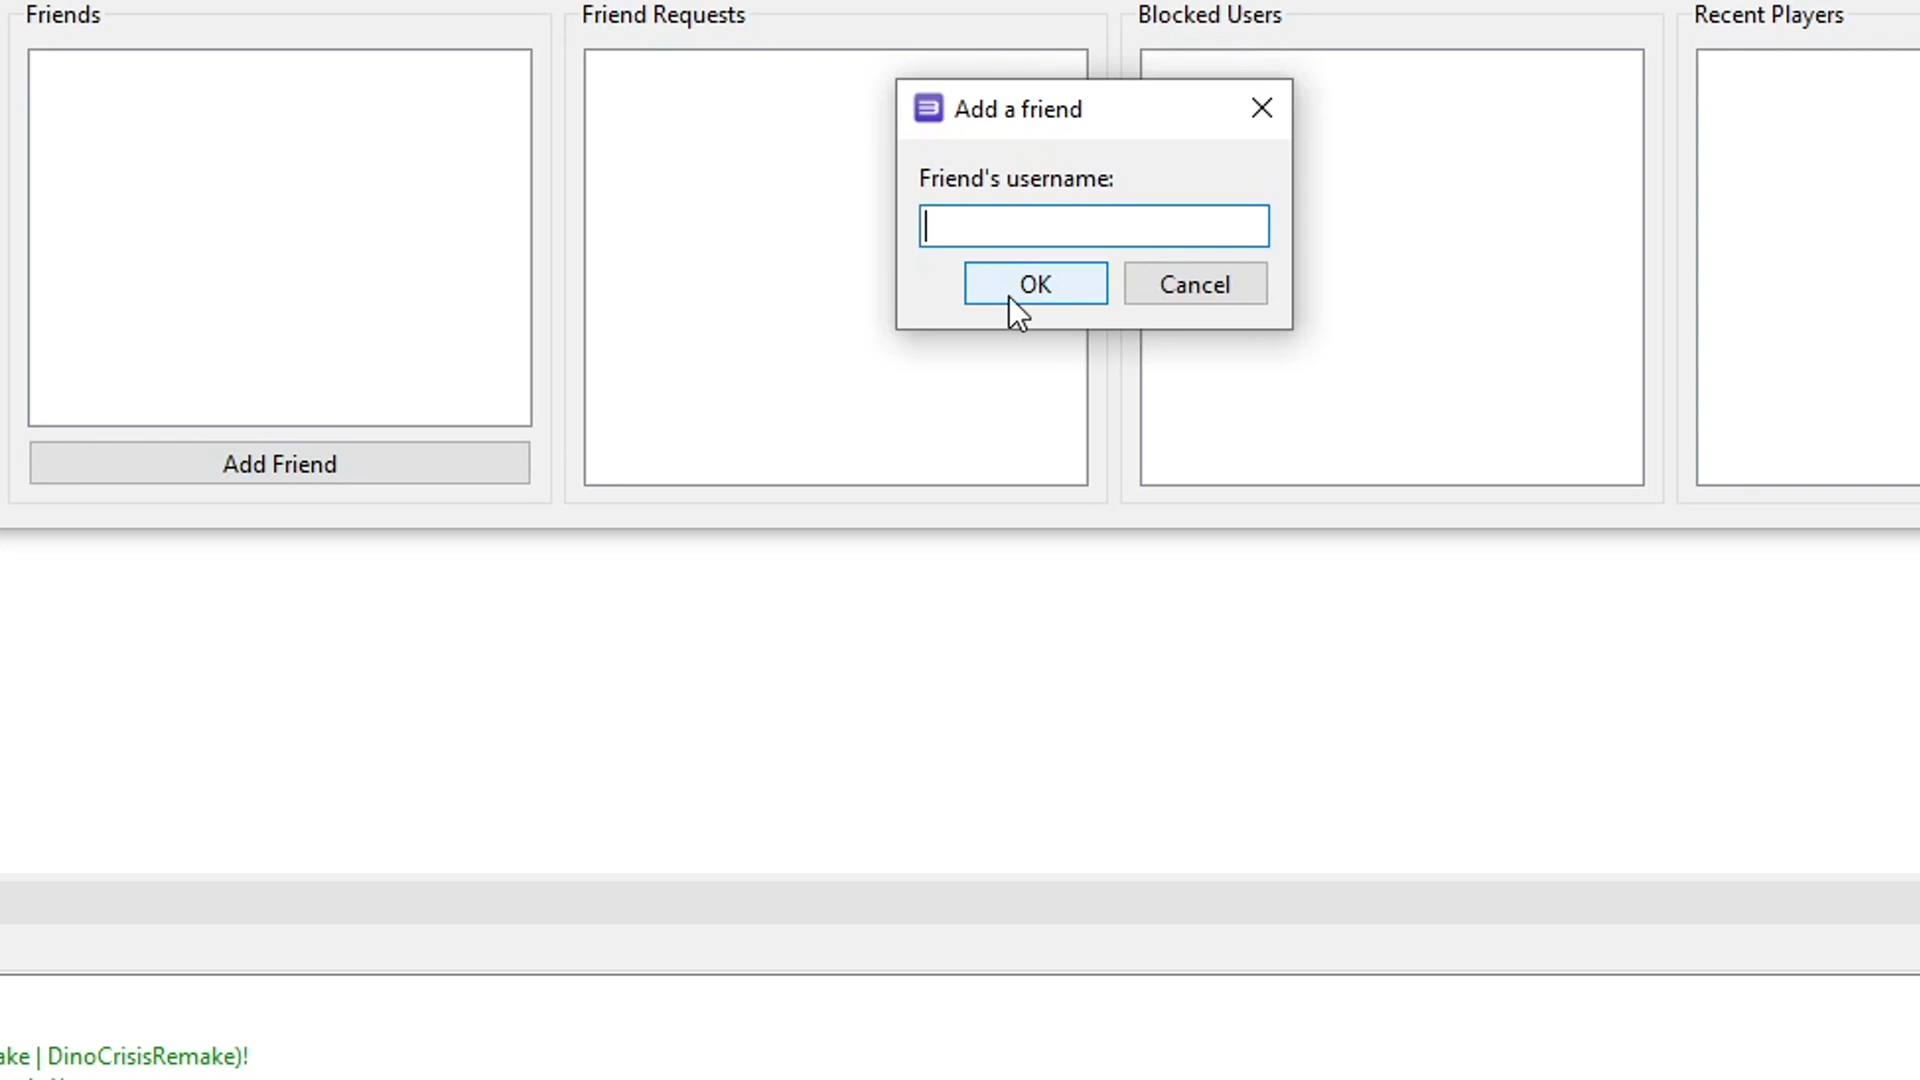 Friends
Friend Requests
Blocked Users
Recent Players
Add a friend
Friend's username:
OK
Cancel
Add Friend
ake | DinoCrisisRemake)!